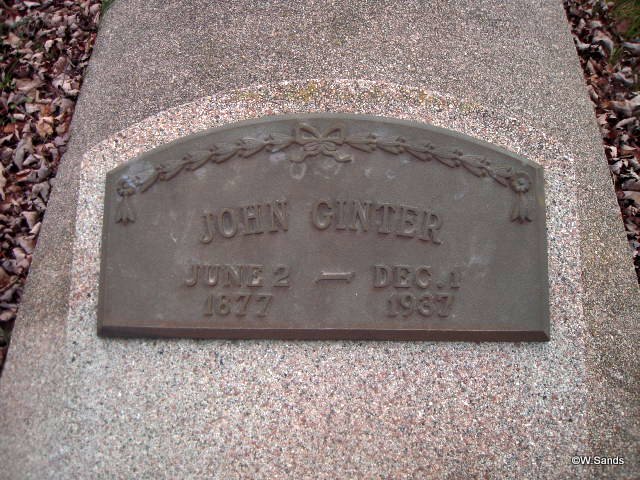 JOHN GINTER
JUNE 2 — DEC. 1
1877 1937
©W.Sands